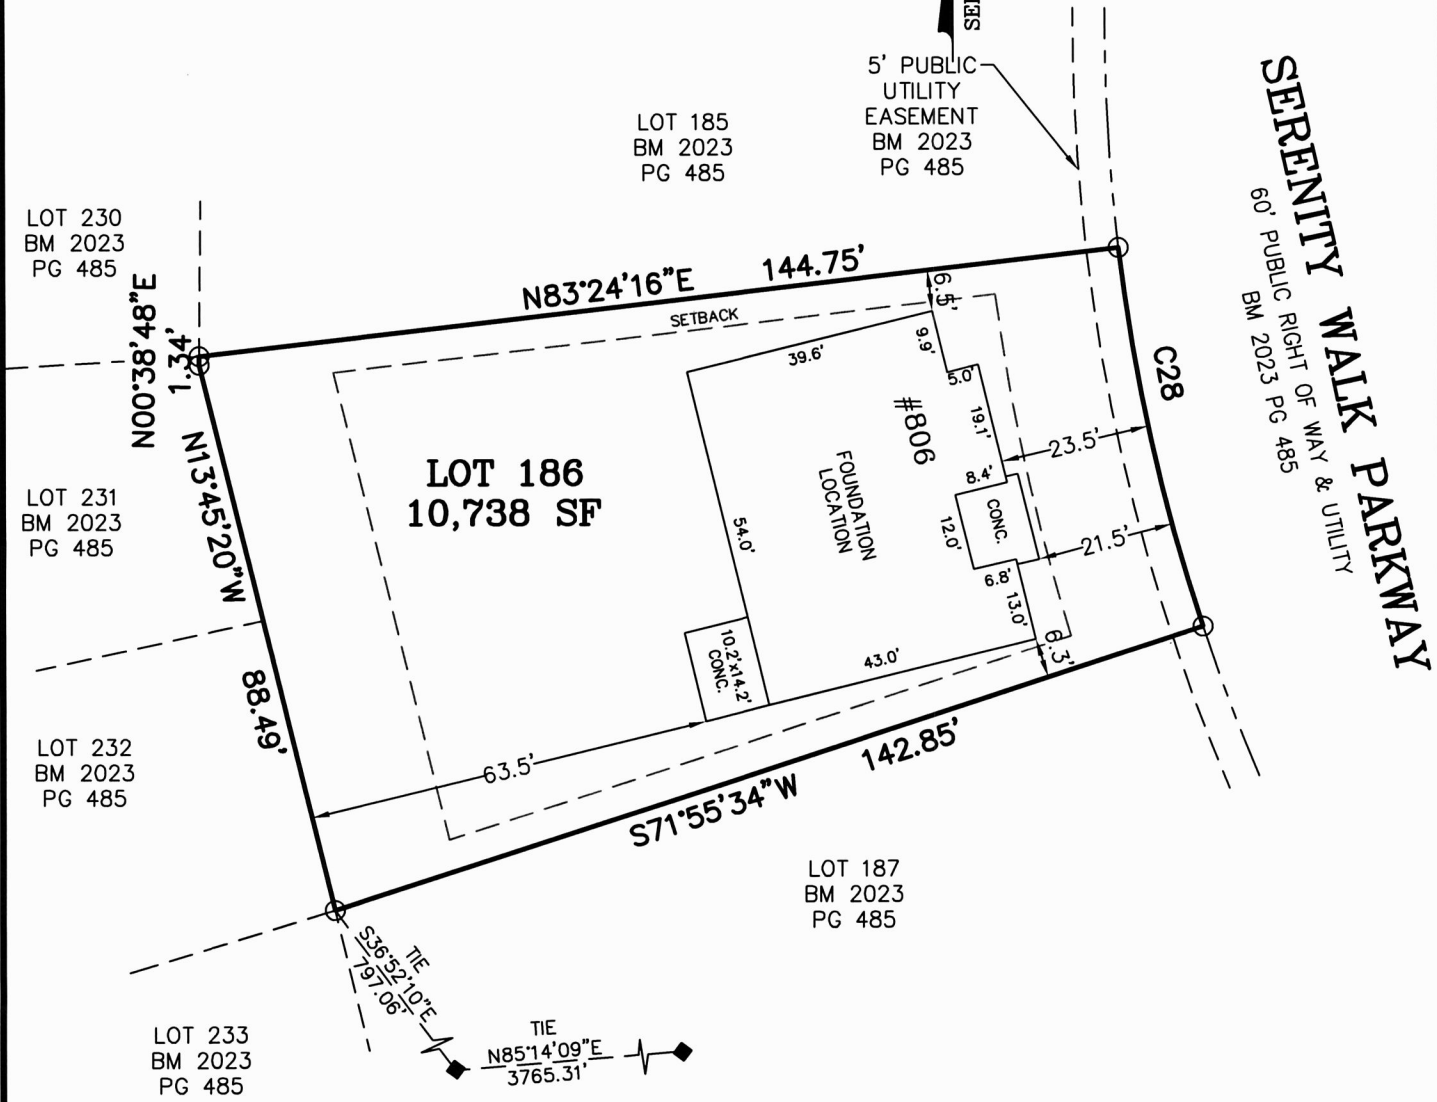 SER
5' PUBLIC
UTILITY
EASEMENT
BM 2023
PG 485
LOT 185
BM 2023
PG 485
LOT 230
BM 2023
PG 485
SERENITY WALK PARKWAY
60' PUBLIC RIGHT OF WAY & UTILITY
BM 2023 PG 485
N83°24'16"E 144.75'
SETBACK
6.5'
N00°38'48"E
1.34'
39.6'
9.9'
5.0'
C28
#806
19.1'
23.5'
LOT 186
10,738 SF
FOUNDATION
LOCATION
8.4'
CONC.
12.0'
6.8'
21.5'
13.0'
54.0'
LOT 231
BM 2023
PG 485
N13°45'20"W
88.49'
10.2'x14.2'
CONC.
43.0'
6.3'
63.5'
LOT 232
BM 2023
PG 485
S71°55'34"W 142.85'
LOT 187
BM 2023
PG 485
TIE
S36°52'10"E
797.06'
LOT 233
BM 2023
PG 485
TIE
N85°14'09"E
3765.31'